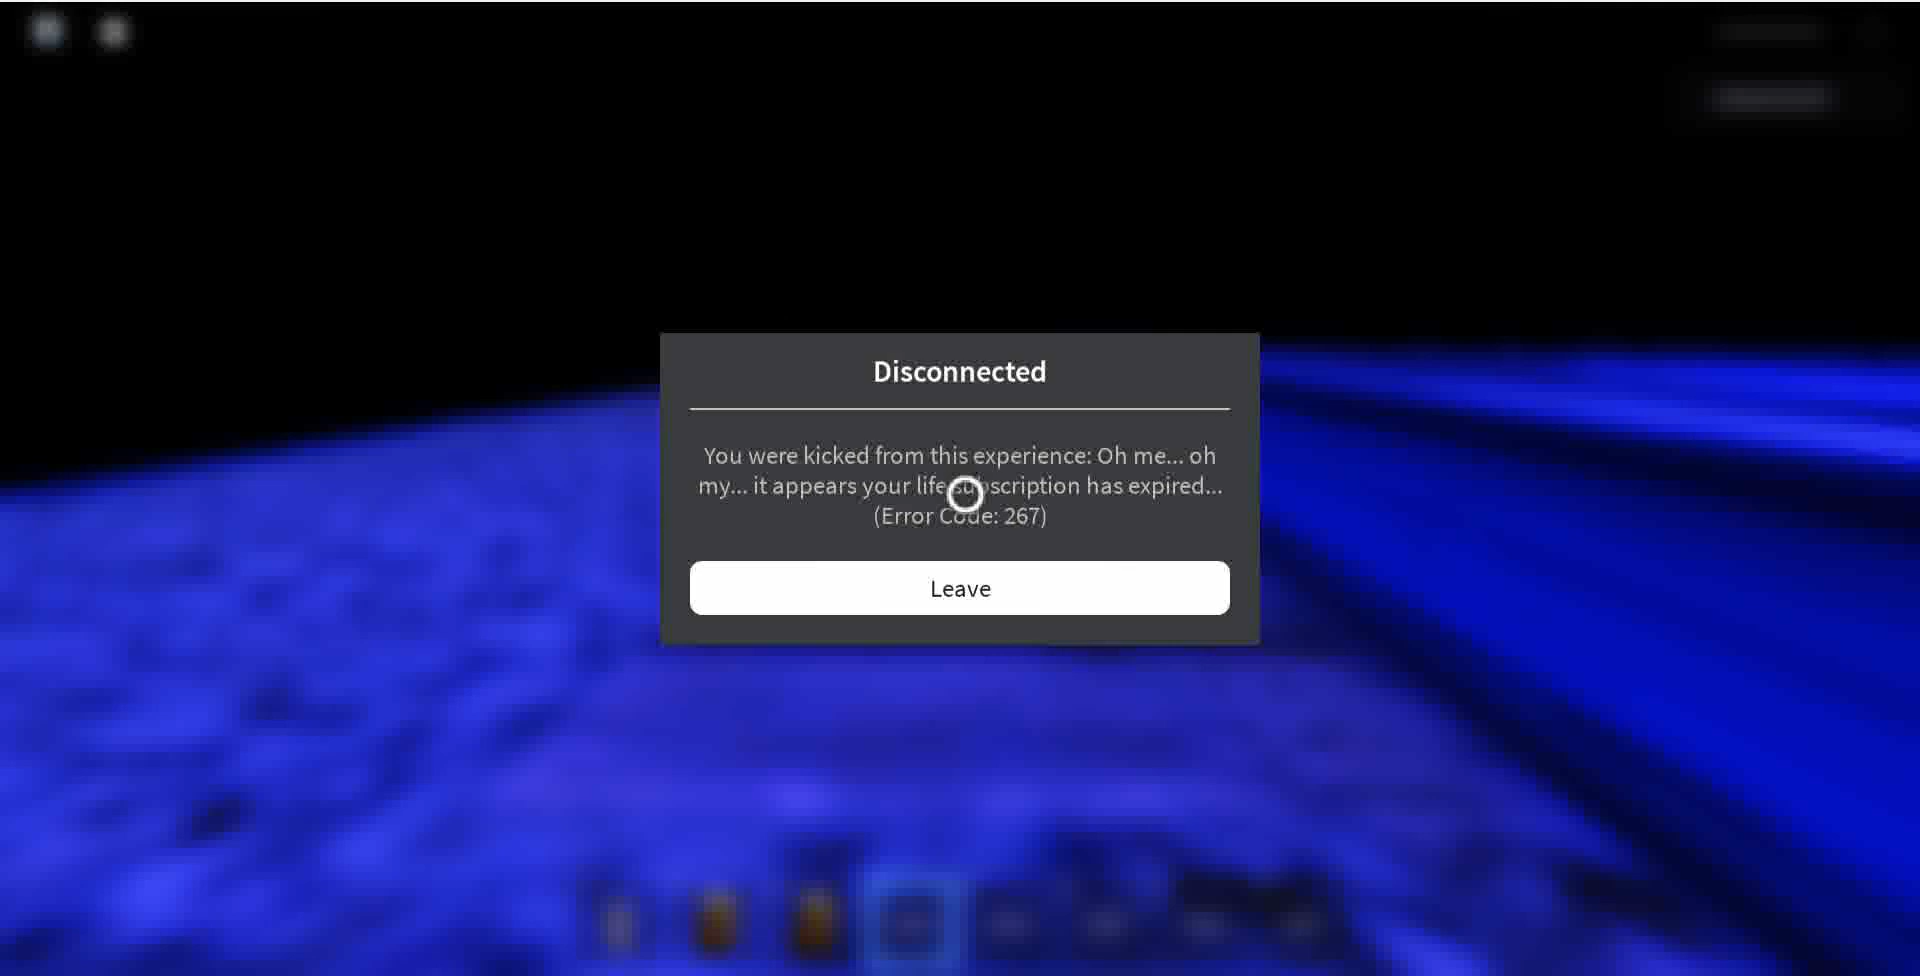 Disconnected
You were kicked from this experience: Oh me... oh
my... it appears your life subscription has expired...
(Error Code: 267)
Leave